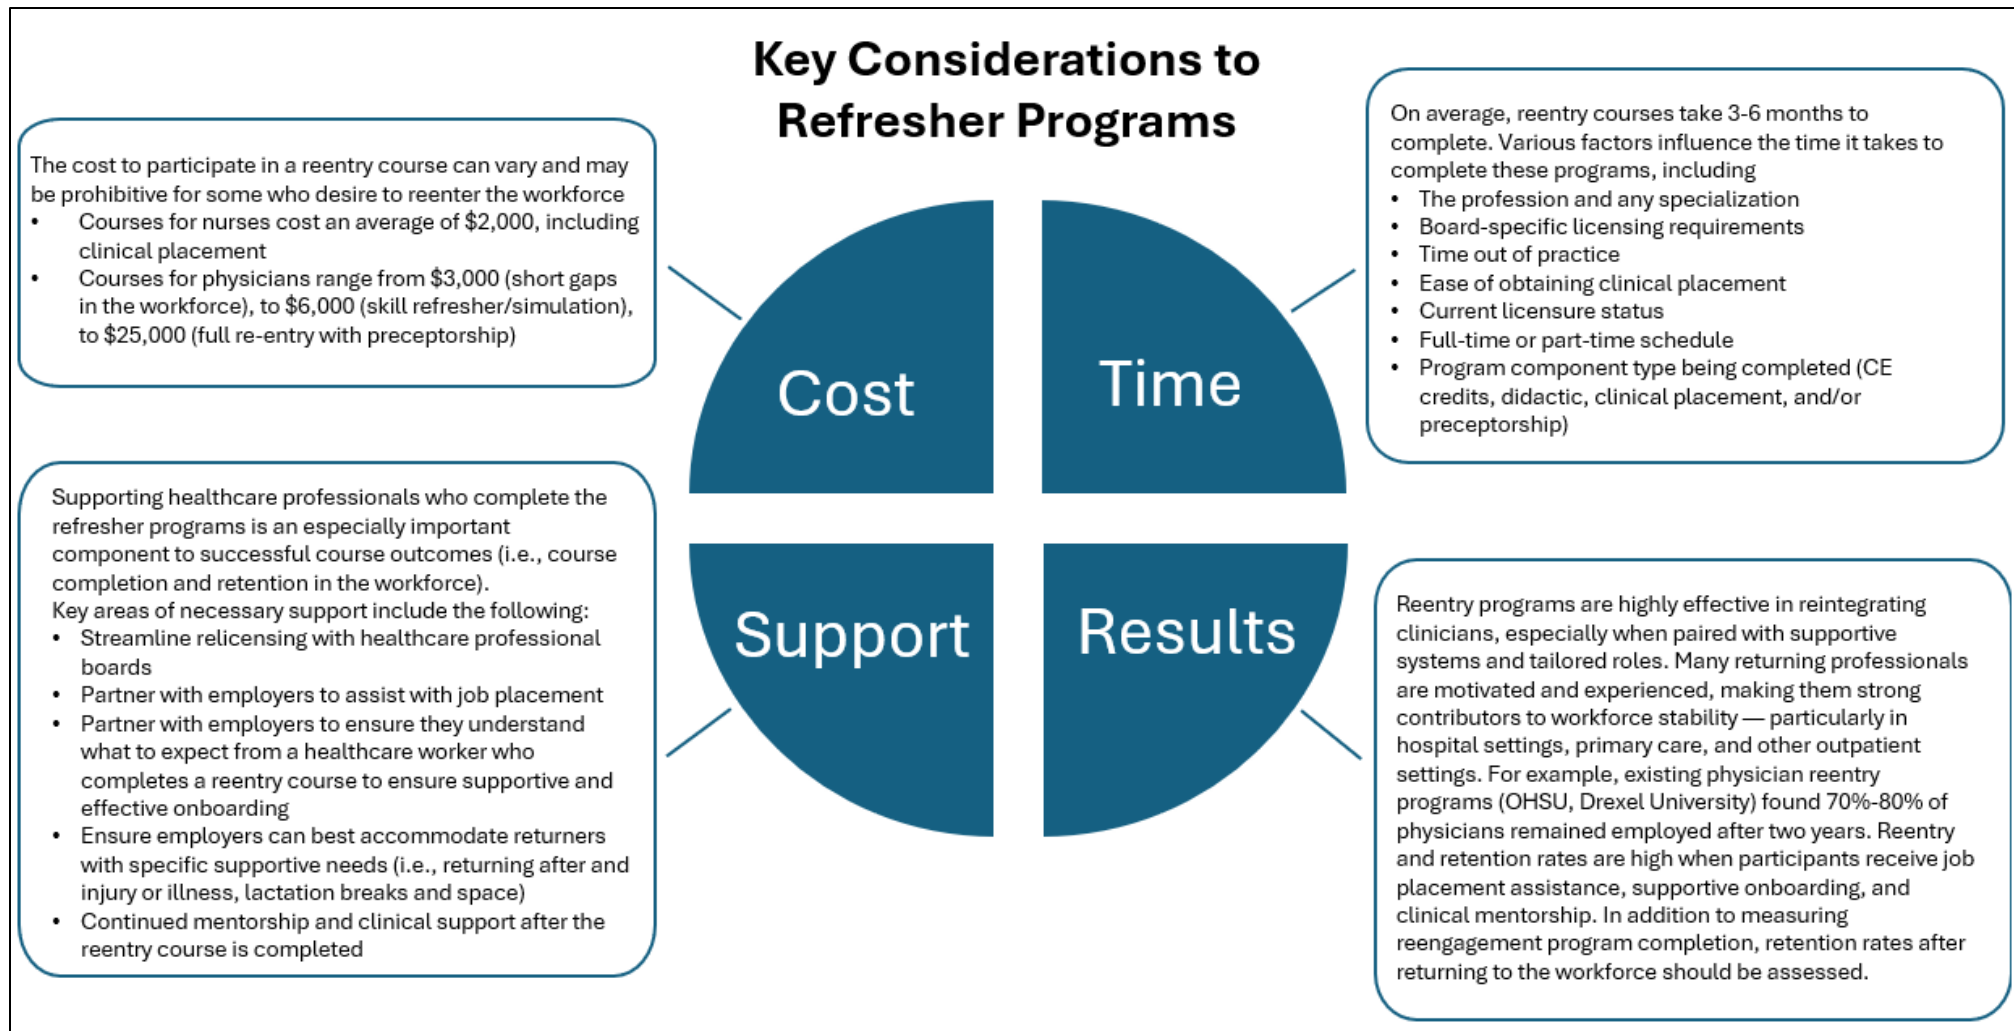 Key Considerations to
Refresher Programs
The cost to participate in a reentry course can vary and may
be prohibitive for some who desire to reenter the workforce
• Courses for nurses cost an average of $2,000, including
clinical placement
• Courses for physicians range from $3,000 (short gaps
in the workforce), to $6,000 (skill refresher/simulation),
to $25,000 (full re-entry with preceptorship)
Cost
On average, reentry courses take 3-6 months to
complete. Various factors influence the time it takes to
complete these programs, including
• The profession and any specialization
• Board-specific licensing requirements
• Time out of practice
• Ease of obtaining clinical placement
• Current licensure status
• Full-time or part-time schedule
• Program component type being completed (CE
credits, didactic, clinical placement, and/or
preceptorship)
Time
Supporting healthcare professionals who complete the
refresher programs is an especially important
component to successful course outcomes (i.e., course
completion and retention in the workforce).
Key areas of necessary support include the following:
• Streamline relicensing with healthcare professional
boards
• Partner with employers to assist with job placement
• Partner with employers to ensure they understand
what to expect from a healthcare worker who
completes a reentry course to ensure supportive and
effective onboarding
• Ensure employers can best accommodate returners
with specific supportive needs (i.e., returning after and
injury or illness, lactation breaks and space)
• Continued mentorship and clinical support after the
reentry course is completed
Support
Results
Reentry programs are highly effective in reintegrating
clinicians, especially when paired with supportive
systems and tailored roles. Many returning professionals
are motivated and experienced, making them strong
contributors to workforce stability — particularly in
hospital settings, primary care, and other outpatient
settings. For example, existing physician reentry
programs (OHSU, Drexel University) found 70%-80% of
physicians remained employed after two years. Reentry
and retention rates are high when participants receive job
placement assistance, supportive onboarding, and
clinical mentorship. In addition to measuring
reengagement program completion, retention rates after
returning to the workforce should be assessed.